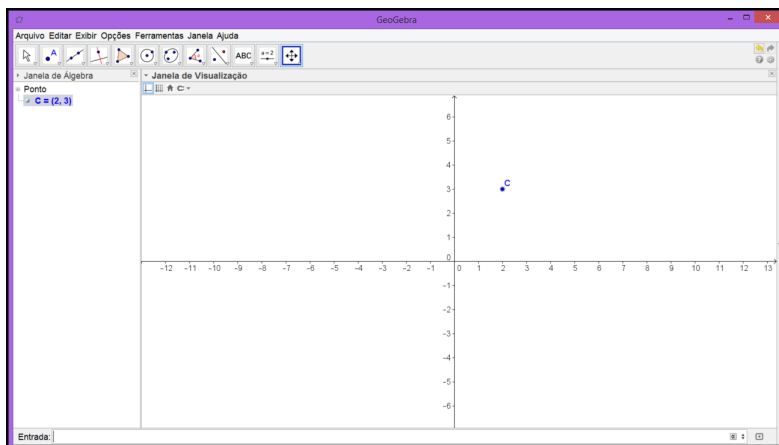 GeoGebra
Arquivo Editar Exibir Opções Ferramentas Janela Ajuda
A ABC a=2
Janela de Álgebra
Janela de Visualização
Ponto
C = (2, 3)
C
6
5
4
3
2
1
0
-12 -11 -10 -9 -8 -7 -6 -5 -4 -3 -2 -1 0 1 2 3 4 5 6 7 8 9 10 11 12 13
-1
-2
-3
-4
-5
-6
Entrada: